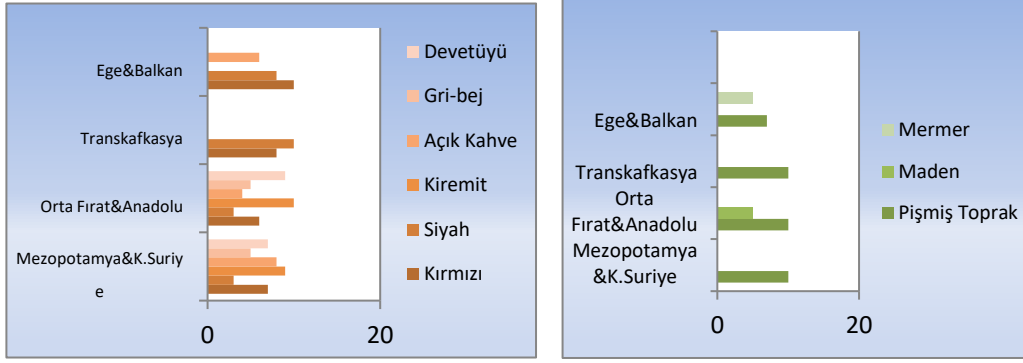 Ege&Balkan
Transkafkasya
Orta Fırat&Anadolu
Mezopotamya&K.Suriy
e
0
20
Devetüyü
Gri-bej
Açık Kahve
Kiremit
Siyah
Kırmızı
Ege&Balkan
Transkafkasya
Orta
Fırat&Anadolu
Mezopotamya
&K.Suriye
0
20
Mermer
Maden
Pişmiş Toprak